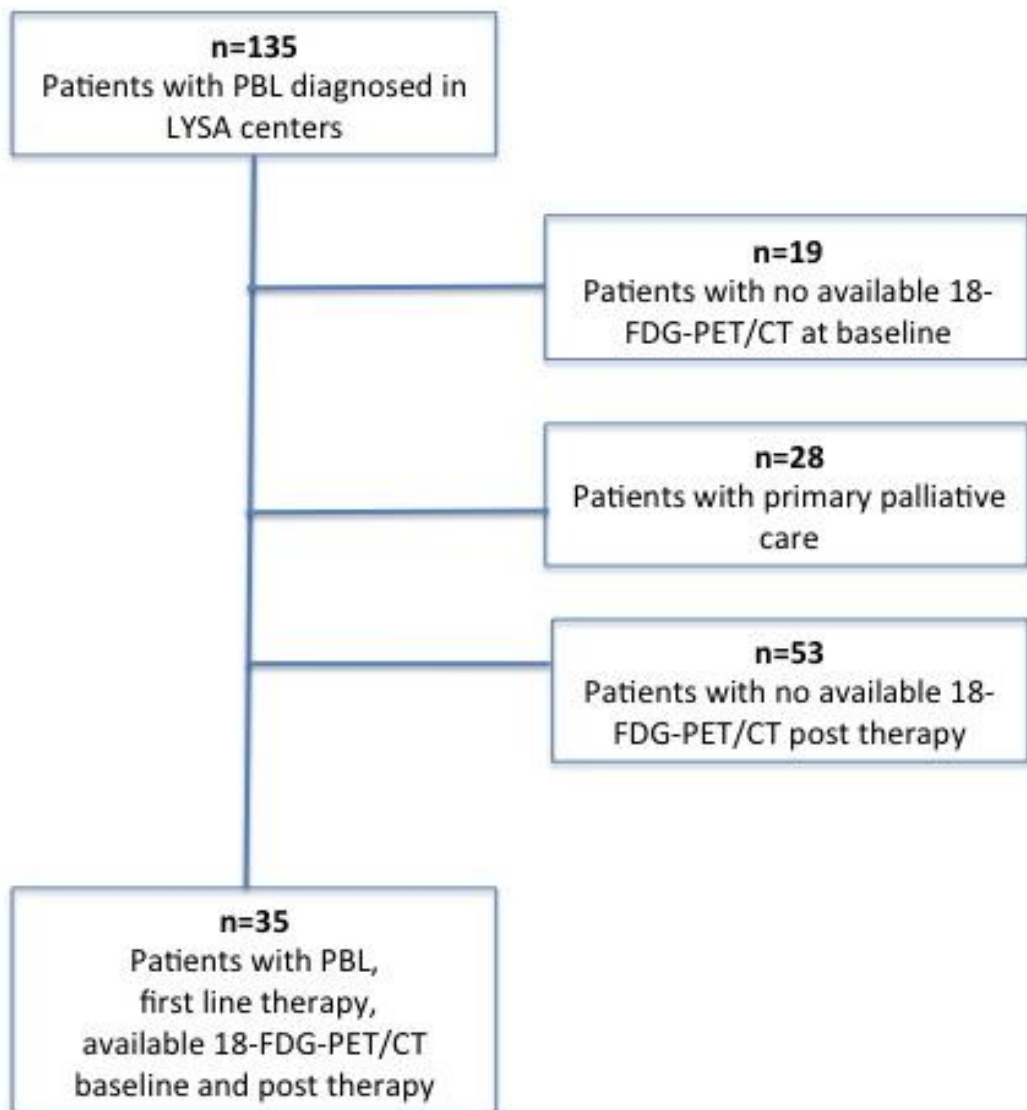 n=135
Patients with PBL diagnosed in
LYSA centers
n=19
Patients with no available 18-
FDG-PET/CT at baseline
n=28
Patients with primary palliative
care
n=53
Patients with no available 18-
FDG-PET/CT post therapy
n=35
Patients with PBL,
first line therapy,
available 18-FDG-PET/CT
baseline and post therapy